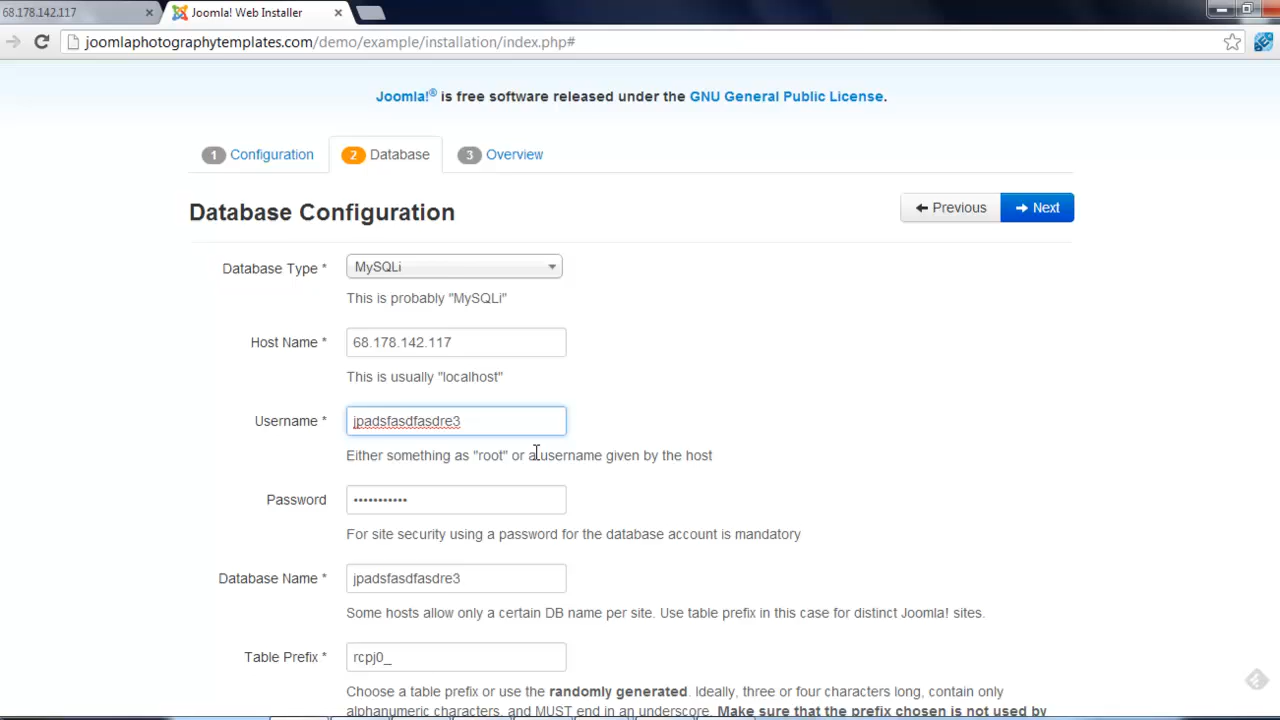 68.178.142.117
Joomla! Web Installer
joomlaphotographytemplates.com/demo/example/installation/index.php#
Joomla!® is free software released under the GNU General Public License.
1 Configuration
2 Database
3 Overview
Database Configuration
Previous
Next
Database Type *
MySQLi
This is probably "MySQLi"
Host Name *
68.178.142.117
This is usually "localhost"
Username *
jpadsfasdfasdre3
Either something as "root" or a username given by the host
Password
•••••••••••
For site security using a password for the database account is mandatory
Database Name *
jpadsfasdfasdre3
Some hosts allow only a certain DB name per site. Use table prefix in this case for distinct Joomla! sites.
Table Prefix *
rcpj0_
Choose a table prefix or use the randomly generated. Ideally, three or four characters long, contain only
alphanumeric characters, and MUST end in an underscore. Make sure that the prefix chosen is not used by